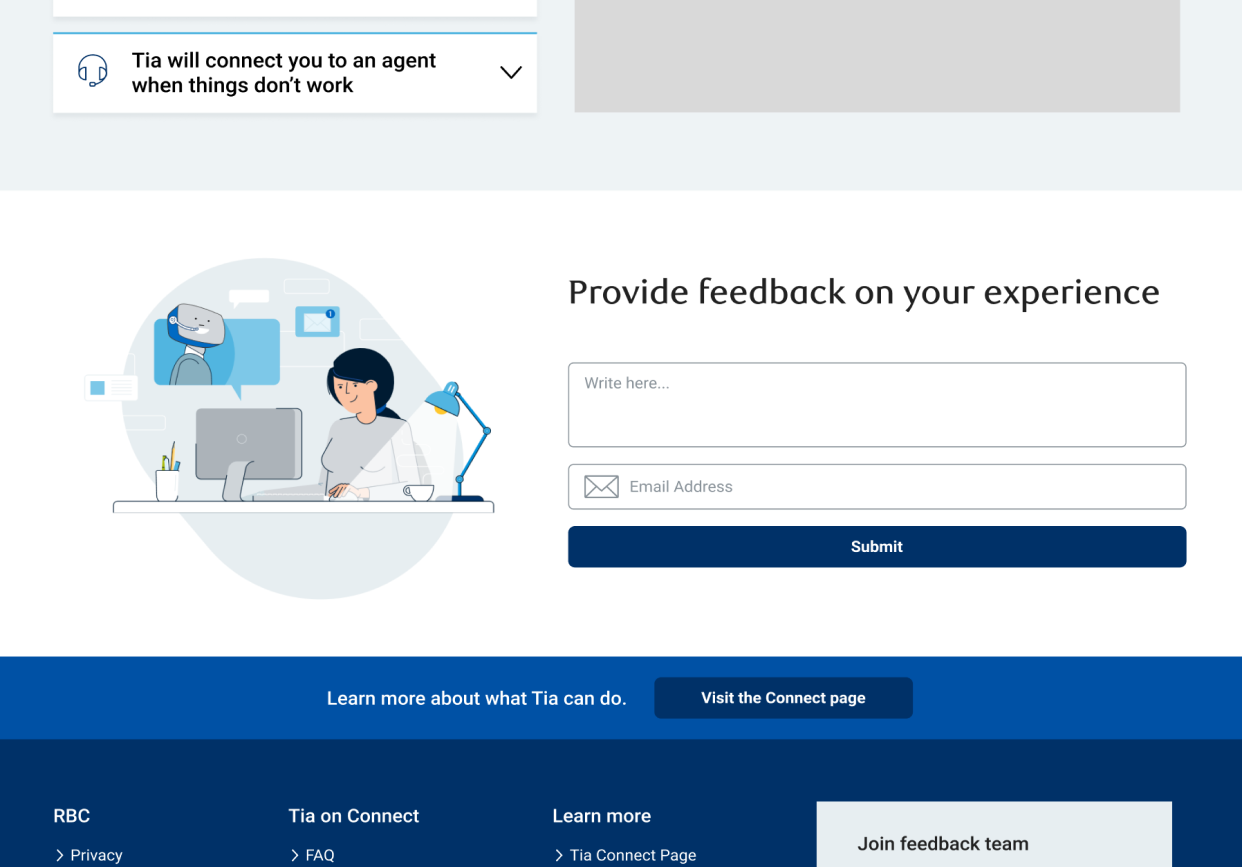 Tia will connect you to an agent
when things don’t work
1
Provide feedback on your experience
Write here...
Email Address
Submit
Learn more about what Tia can do.
Visit the Connect page
RBC
Tia on Connect
Learn more
Join feedback team
Privacy
FAQ
Tia Connect Page